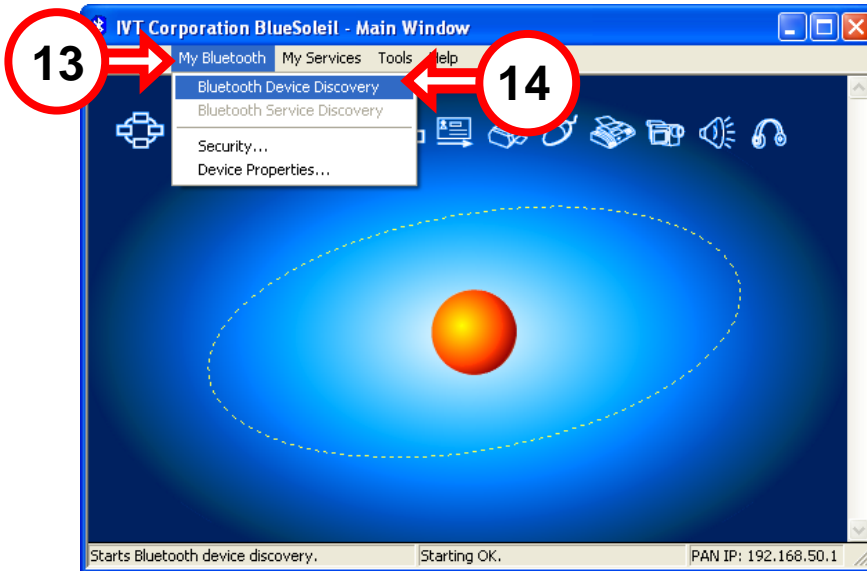 IVT Corporation BlueSoleil - Main Window
13
My Bluetooth My Services Tools Help
Bluetooth Device Discovery
14
Bluetooth Service Discovery
Security...
Device Properties...
Starts Bluetooth device discovery. Starting OK. PAN IP: 192.168.50.1